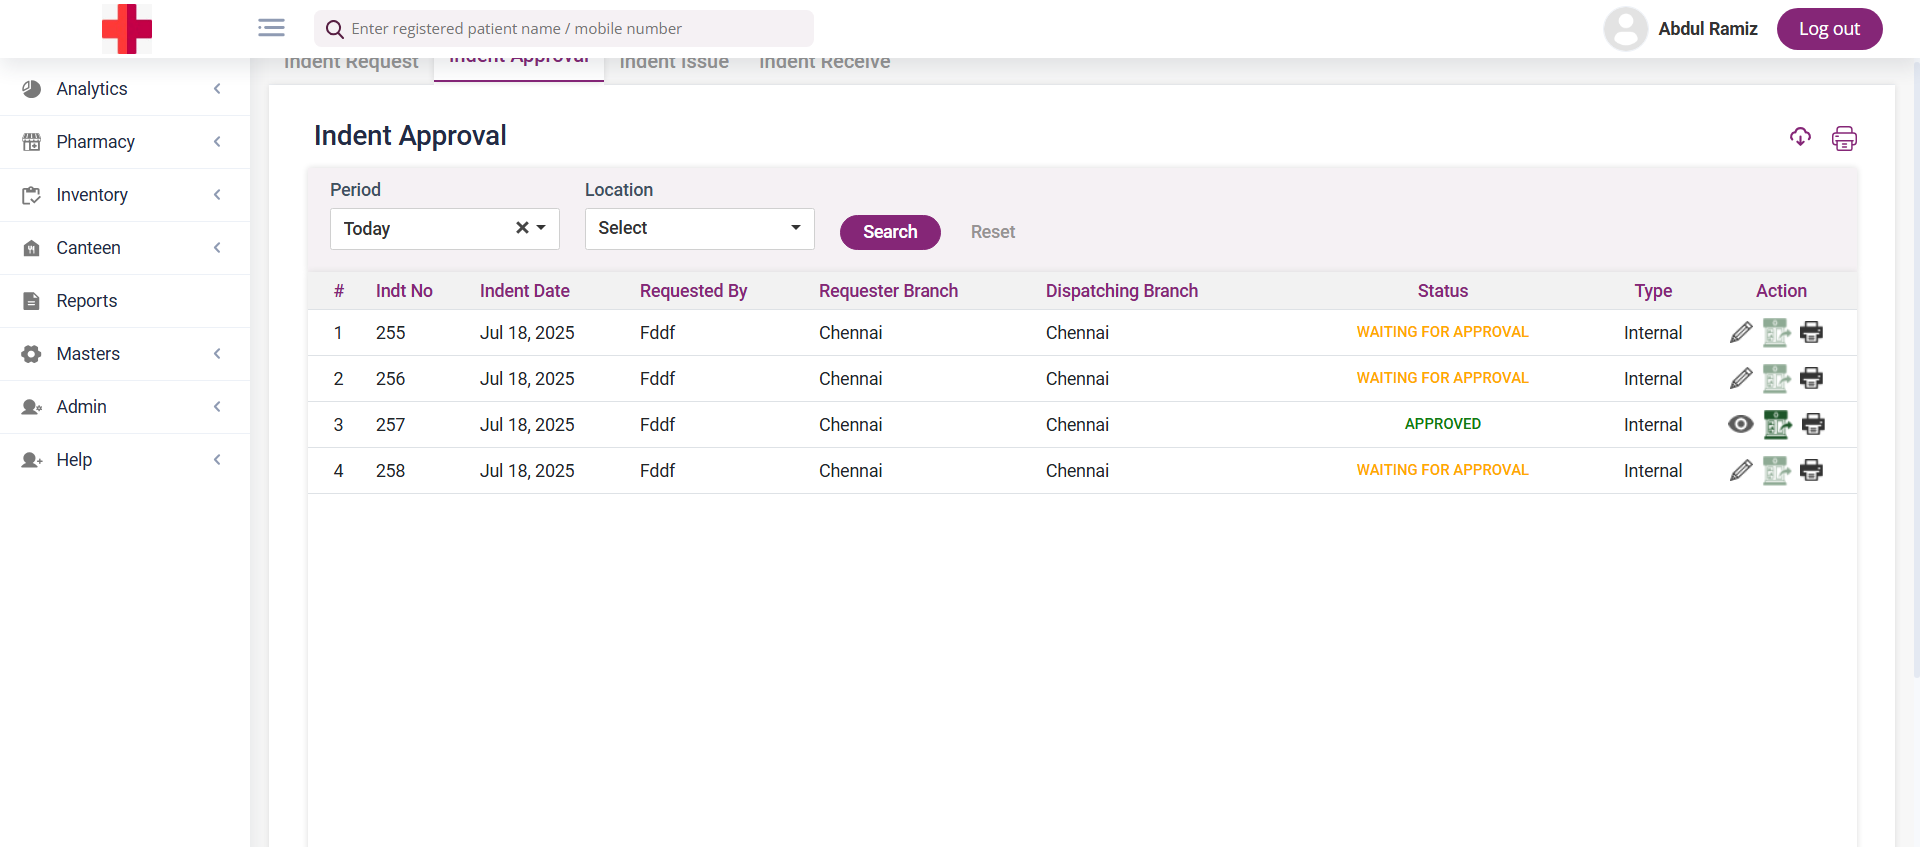 Enter registered patient name / mobile number
Abdul Ramiz
Log out
Indent Request Indent Approval Indent Issue Indent Receive
Analytics
Pharmacy
Inventory
Canteen
Reports
Masters
Admin
Help
Indent Approval
Period Location
Today Select Search Reset
# Indt No Indent Date Requested By Requester Branch Dispatching Branch Status Type Action
1 255 Jul 18, 2025 Fddf Chennai Chennai WAITING FOR APPROVAL Internal
2 256 Jul 18, 2025 Fddf Chennai Chennai WAITING FOR APPROVAL Internal
3 257 Jul 18, 2025 Fddf Chennai Chennai APPROVED Internal
4 258 Jul 18, 2025 Fddf Chennai Chennai WAITING FOR APPROVAL Internal